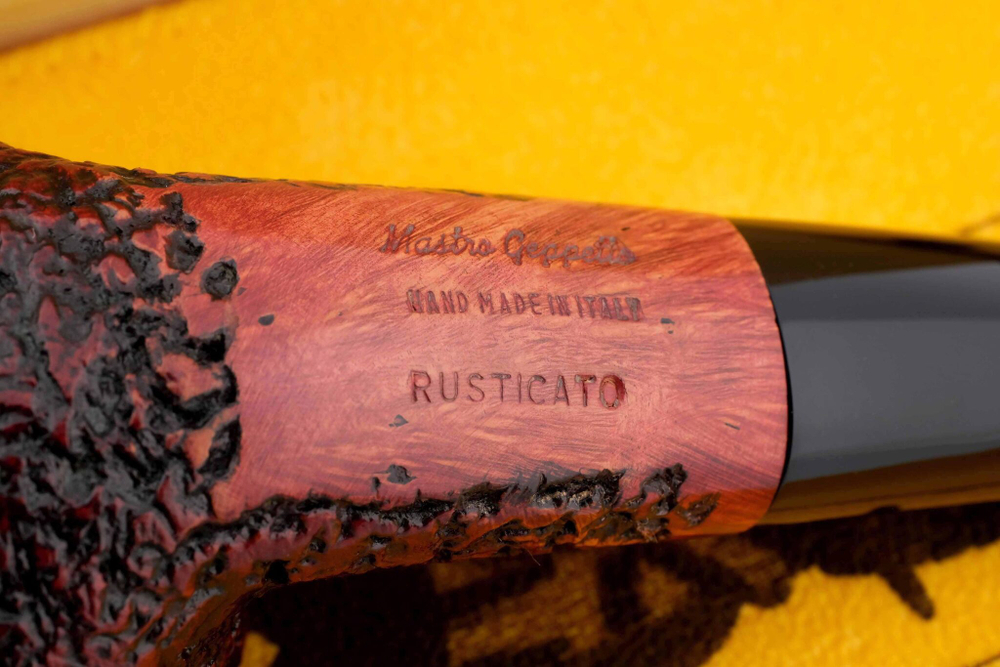 Mastro Geppetto
HAND MADE IN ITALY
RUSTICATO